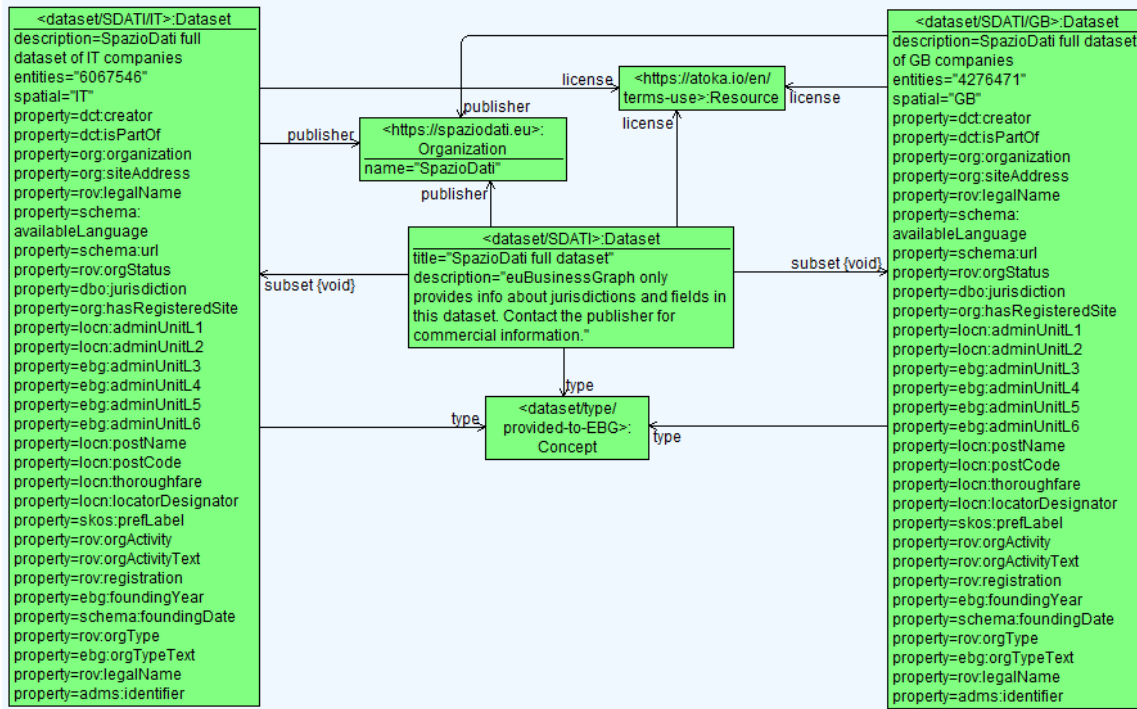 <dataset/SDATI/IT>:Dataset
description=SpazioDati full
dataset of IT companies
entities="6067546"
spatial="IT"
property=dct:creator
property=dct:isPartOf
property=org:organization
property=org:siteAddress
property=rov:legalName
property=schema:
availableLanguage
property=schema:url
property=rov:orgStatus
property=dbo:jurisdiction
property=org:hasRegisteredSite
property=locn:adminUnitL1
property=locn:adminUnitL2
property=ebg:adminUnitL3
property=ebg:adminUnitL4
property=ebg:adminUnitL5
property=ebg:adminUnitL6
property=locn:postName
property=locn:postCode
property=locn:thoroughfare
property=locn:locatorDesignator
property=skos:prefLabel
property=rov:orgActivity
property=rov:orgActivityText
property=rov:registration
property=ebg:foundingYear
property=schema:foundingDate
property=rov:orgType
property=ebg:orgTypeText
property=rov:legalName
property=adms:identifier
license
publisher
publisher
<https://atoka.io/en/
terms-use>:Resource
license
license
<https://spaziodati.eu>:
Organization
name="SpazioDati"
publisher
<dataset/SDATI>:Dataset
title="SpazioDati full dataset"
description="euBusinessGraph only
provides info about jurisdictions and fields in
this dataset. Contact the publisher for
commercial information."
subset {void}
subset {void}
type
type
type
<dataset/type/
provided-to-EBG>:
Concept
<dataset/SDATI/GB>:Dataset
description=SpazioDati full dataset
of GB companies
entities="4276471"
spatial="GB"
property=dct:creator
property=dct:isPartOf
property=org:organization
property=org:siteAddress
property=rov:legalName
property=schema:
availableLanguage
property=schema:url
property=rov:orgStatus
property=dbo:jurisdiction
property=org:hasRegisteredSite
property=locn:adminUnitL1
property=locn:adminUnitL2
property=ebg:adminUnitL3
property=ebg:adminUnitL4
property=ebg:adminUnitL5
property=ebg:adminUnitL6
property=locn:postName
property=locn:postCode
property=locn:thoroughfare
property=locn:locatorDesignator
property=skos:prefLabel
property=rov:orgActivity
property=rov:orgActivityText
property=rov:registration
property=ebg:foundingYear
property=schema:foundingDate
property=rov:orgType
property=ebg:orgTypeText
property=rov:legalName
property=adms:identifier